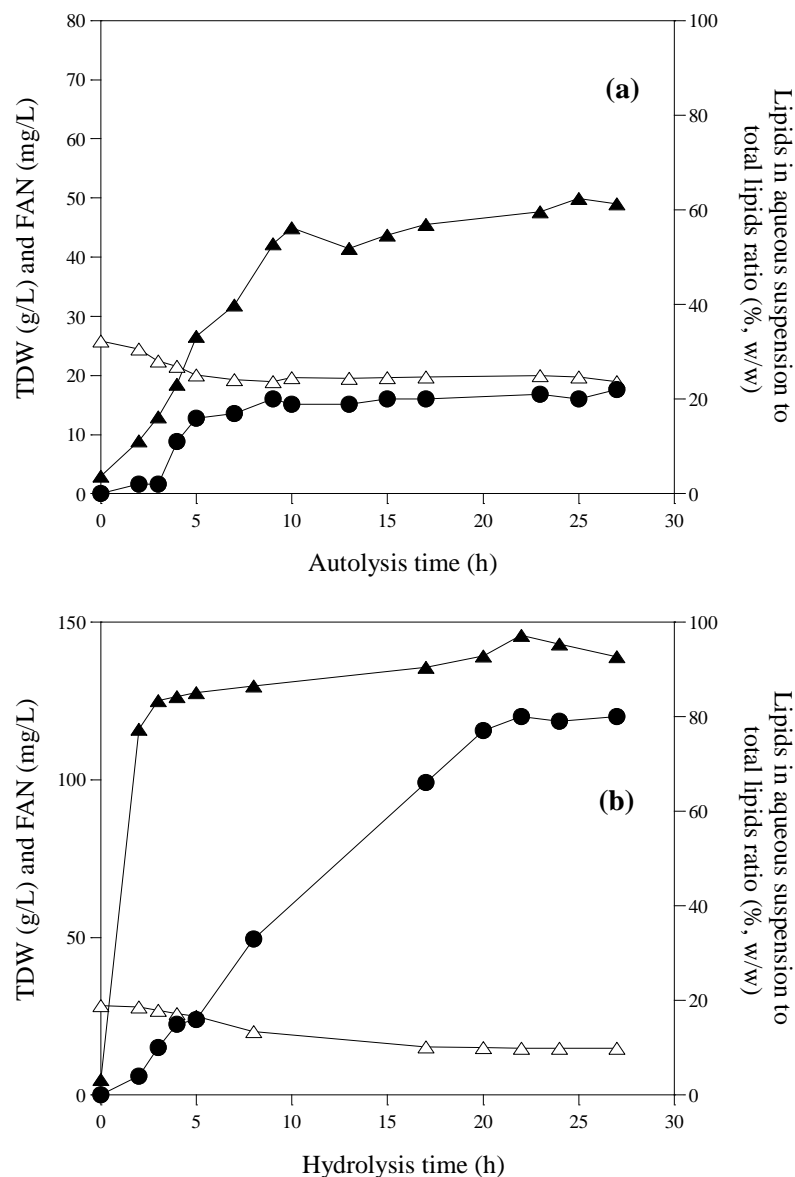 80
70
60
50
40
30
20
10
0
TDW (g/L) and FAN (mg/L)
100
80
60
40
20
0
Lipids in aqueous suspension to
total lipids ratio (%, w/w)
(a)
0 5 10 15 20 25 30
Autolysis time (h)
150
100
50
0
TDW (g/L) and FAN (mg/L)
100
80
60
40
20
0
Lipids in aqueous suspension to
total lipids ratio (%, w/w)
(b)
0 5 10 15 20 25 30
Hydrolysis time (h)